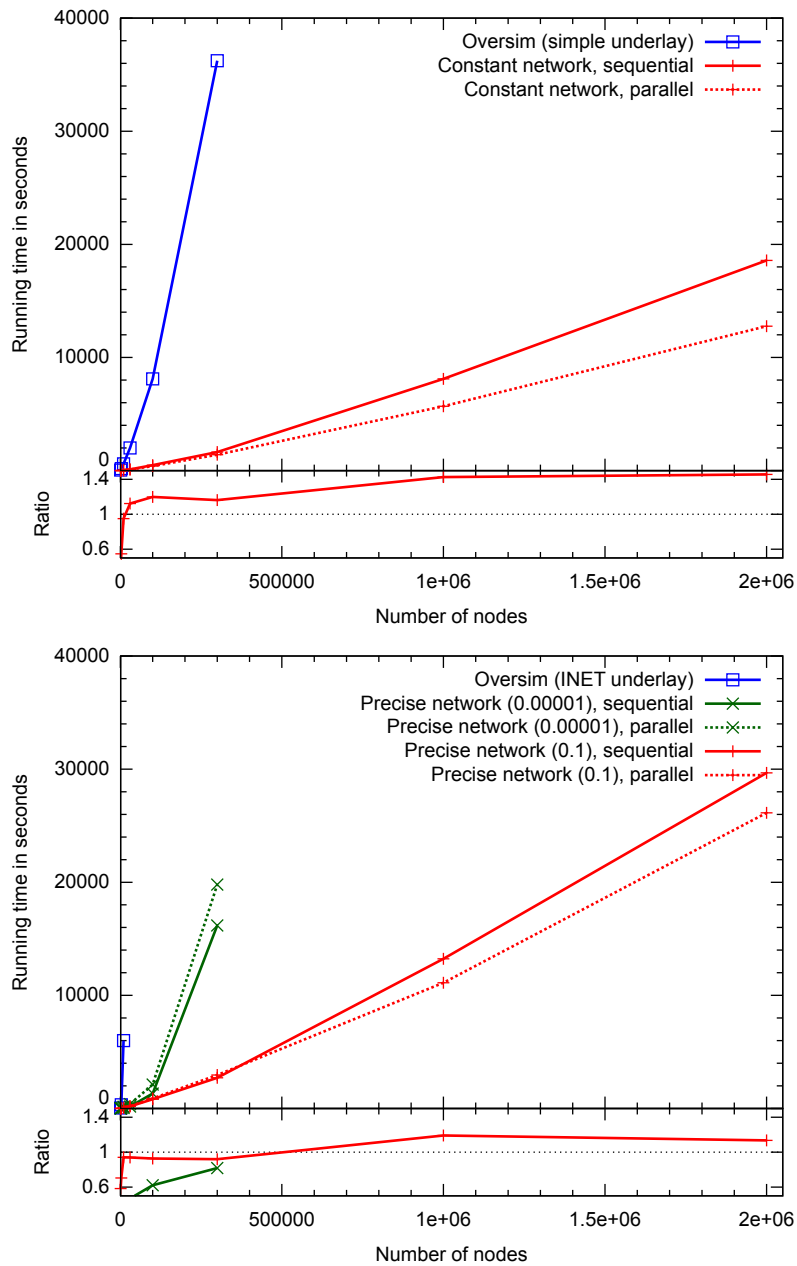 40000
30000
20000
10000
0
Running time in seconds
Oversim (simple underlay)
Constant network, sequential
Constant network, parallel
1.4
1
0.6
Ratio
0 500000 1e+06 1.5e+06 2e+06
Number of nodes
40000
30000
20000
10000
0
Running time in seconds
Oversim (INET underlay)
Precise network (0.00001), sequential
Precise network (0.00001), parallel
Precise network (0.1), sequential
Precise network (0.1), parallel
1.4
1
0.6
Ratio
0 500000 1e+06 1.5e+06 2e+06
Number of nodes